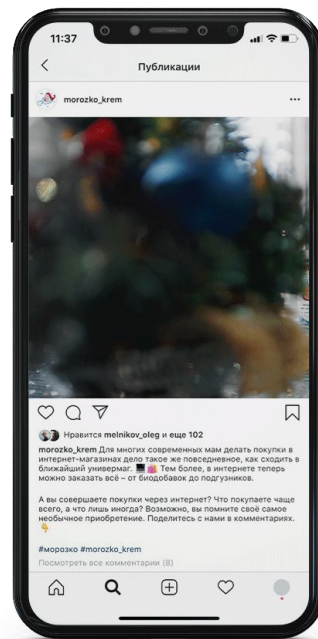 11:37
Публикации
morozko_krem
Нравится melnikov_oleg и еще 102
morozko_krem Для многих современных мам делать покупки в
интернет-магазинах дело такое же повседневное, как сходить в
ближайший универмаг. 💻🛍 Тем более, в интернете теперь
можно заказать всё - от биодобавок до подгузников.
А вы совершаете покупки через интернет? Что покупаете чаще
всего, а что лишь иногда? Возможно, вы помните своё самое
необычное приобретение. Поделитесь с нами в комментариях.
👇
#морозко #morozko_krem
Посмотреть все комментарии (8)